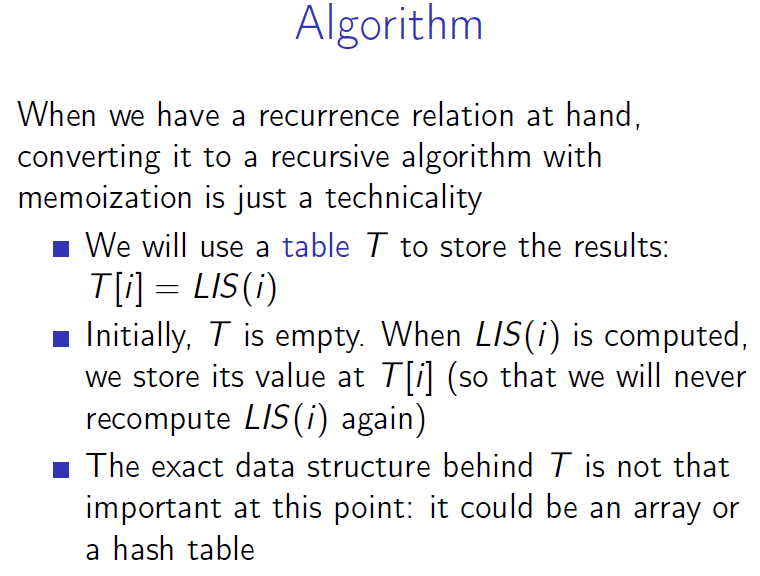 Algorithm
When we have a recurrence relation at hand,
converting it to a recursive algorithm with
memoization is just a technicality
We will use a table T to store the results:
T[i] = LIS(i)
Initially, T is empty. When LIS(i) is computed,
we store its value at T[i] (so that we will never
recompute LIS(i) again)
The exact data structure behind T is not that
important at this point: it could be an array or
a hash table